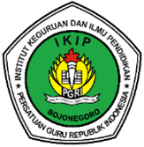 INSTITUT KEGURUAN DAN ILMU PENDIDIKAN
IKIP
PGRI
BOJONEGORO
PERSATUAN GURU REPUBLIK INDONESIA